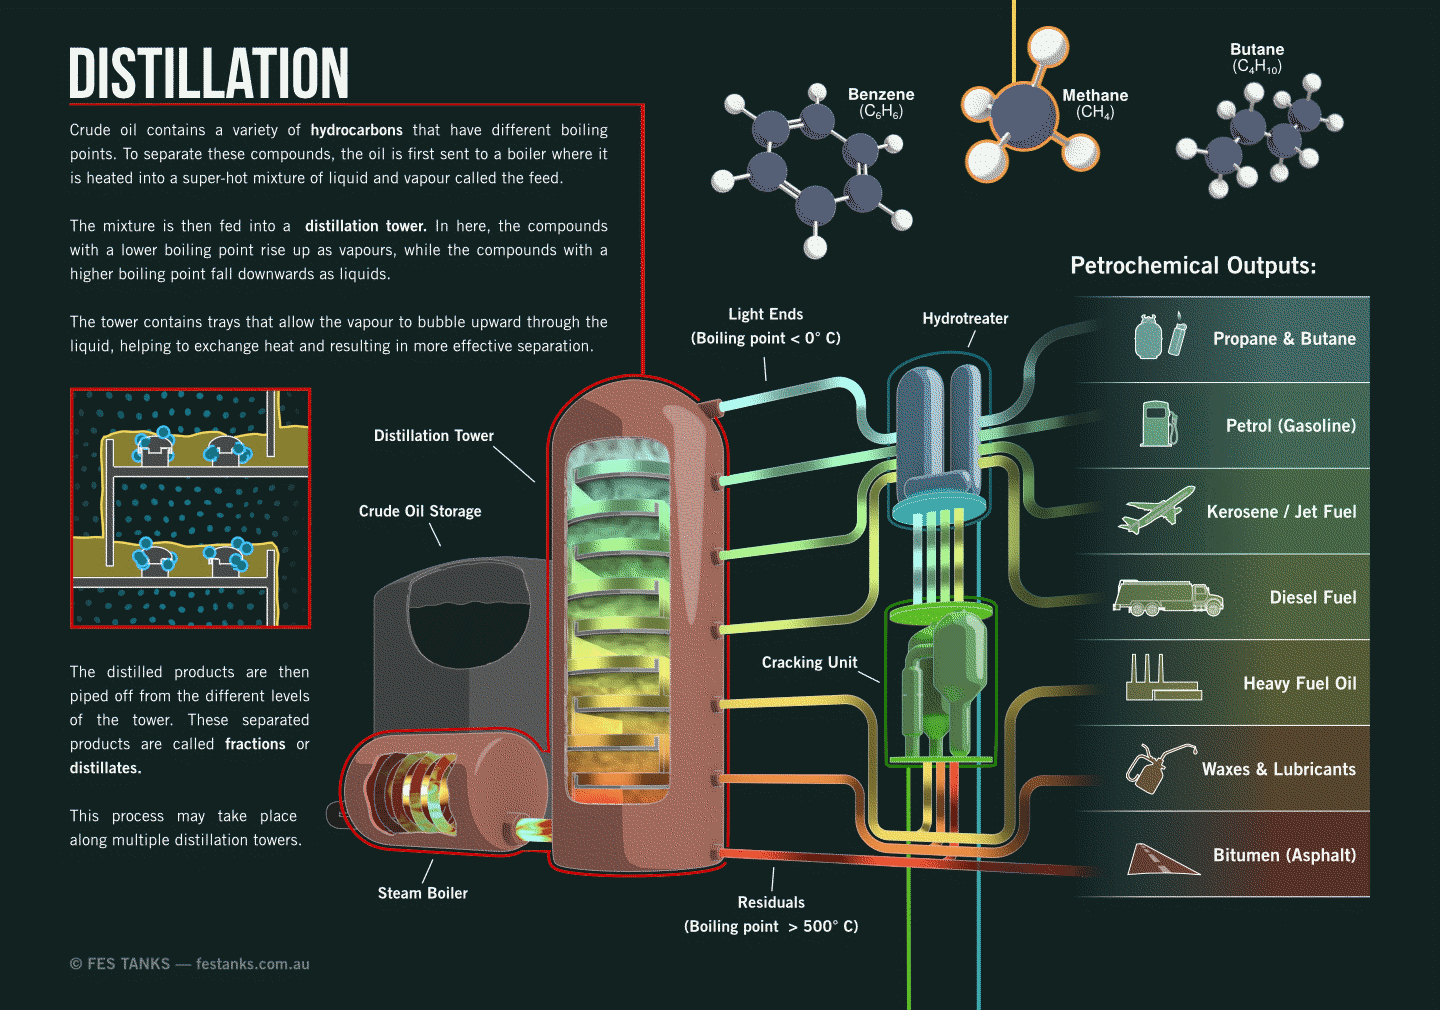 DISTILLATION
Crude oil contains a variety of hydrocarbons that have different boiling
points. To separate these compounds, the oil is first sent to a boiler where it
is heated into a super-hot mixture of liquid and vapour called the feed.
The mixture is then fed into a distillation tower. In here, the compounds
with a lower boiling point rise up as vapours, while the compounds with a
higher boiling point fall downwards as liquids.
The tower contains trays that allow the vapour to bubble upward through the
liquid, helping to exchange heat and resulting in more effective separation.
The distilled products are then
piped off from the different levels
of the tower. These separated
products are called fractions or
distillates.
This process may take place
along multiple distillation towers.
Benzene
(C₆H₆)
Methane
(CH₄)
Butane
(C₄H₁₀)
Light Ends
(Boiling point < 0° C)
Hydrotreater
Distillation Tower
Crude Oil Storage
Cracking Unit
Steam Boiler
Residuals
(Boiling point > 500° C)
Petrochemical Outputs:
Propane & Butane
Petrol (Gasoline)
Kerosene / Jet Fuel
Diesel Fuel
Heavy Fuel Oil
Waxes & Lubricants
Bitumen (Asphalt)
© FES TANKS — festanks.com.au